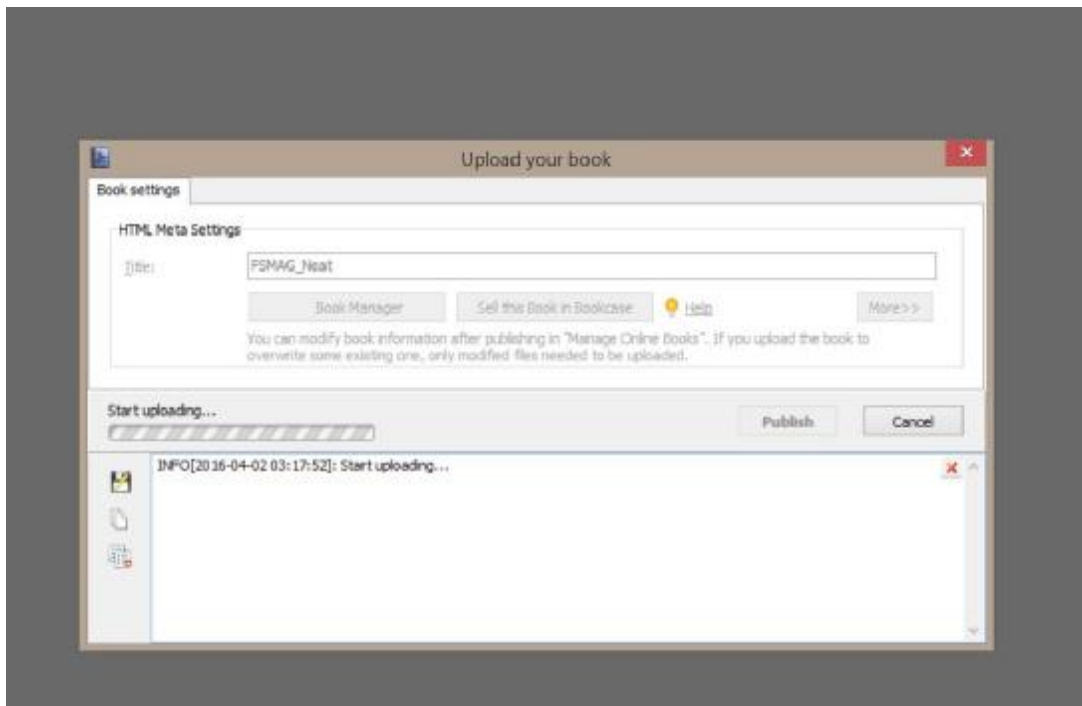 Upload your book
Book settings
HTML Meta Settings
Title:
FSMAG_Neat
Book Manager
Sell this Book in Bookcase
Help
More>>
You can modify book information after publishing in "Manage Online Books". If you upload the book to
overwrite some existing one, only modified files needed to be uploaded.
Start uploading...
Publish
Cancel
INFO[2016-04-02 03:17:52]: Start uploading...